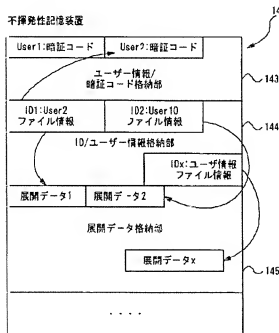 不揮発性記憶装置
14
User1:暗証コード User2:暗証コード
ユーザー情報/
暗証コード格納部
143
ID1:User2
ファイル情報
ID2:User10
ファイル情報
144
ID/ユーザー情報格納部
IDx:ユーザ情報
ファイル情報
展開データ1 展開データ2
展開データ格納部
展開データx
145
....